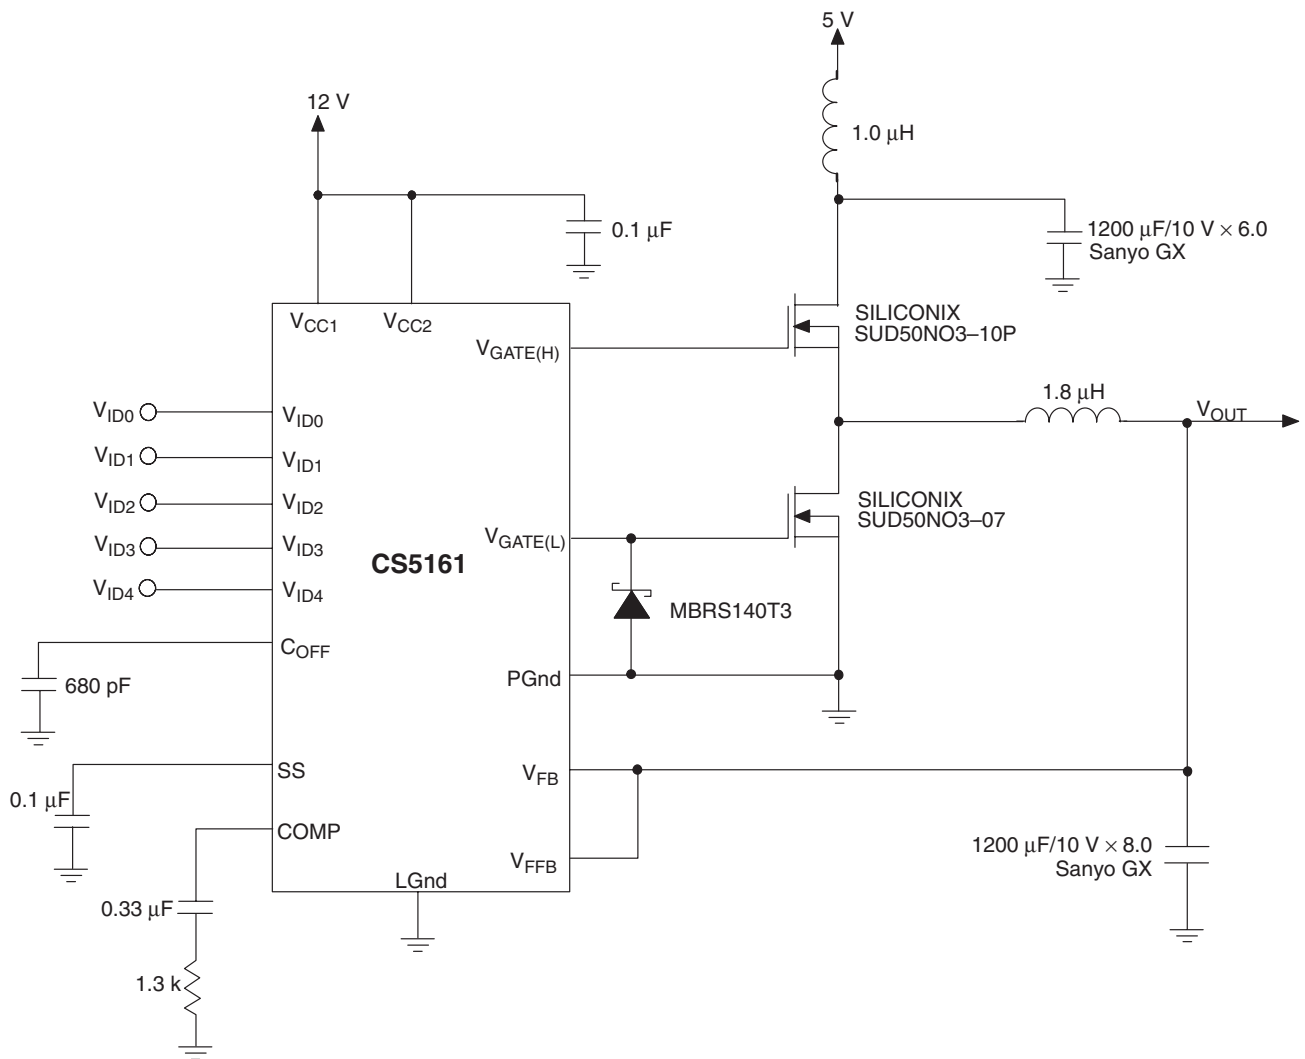 5 V
12 V
1.0 μH
0.1 μF
1200 μF/10 V × 6.0
Sanyo GX
VCC1
VCC2
VGATE(H)
SILICONIX
SUD50NO3–10P
1.8 μH
VOUT
VID0
VID0
VID1
VID1
VID2
VID2
VID3
VID3
VID4
VID4
CS5161
VGATE(L)
SILICONIX
SUD50NO3–07
MBRS140T3
COFF
680 pF
PGnd
SS
0.1 μF
VFB
COMP
VFFB
LGnd
1200 μF/10 V × 8.0
Sanyo GX
0.33 μF
1.3 k